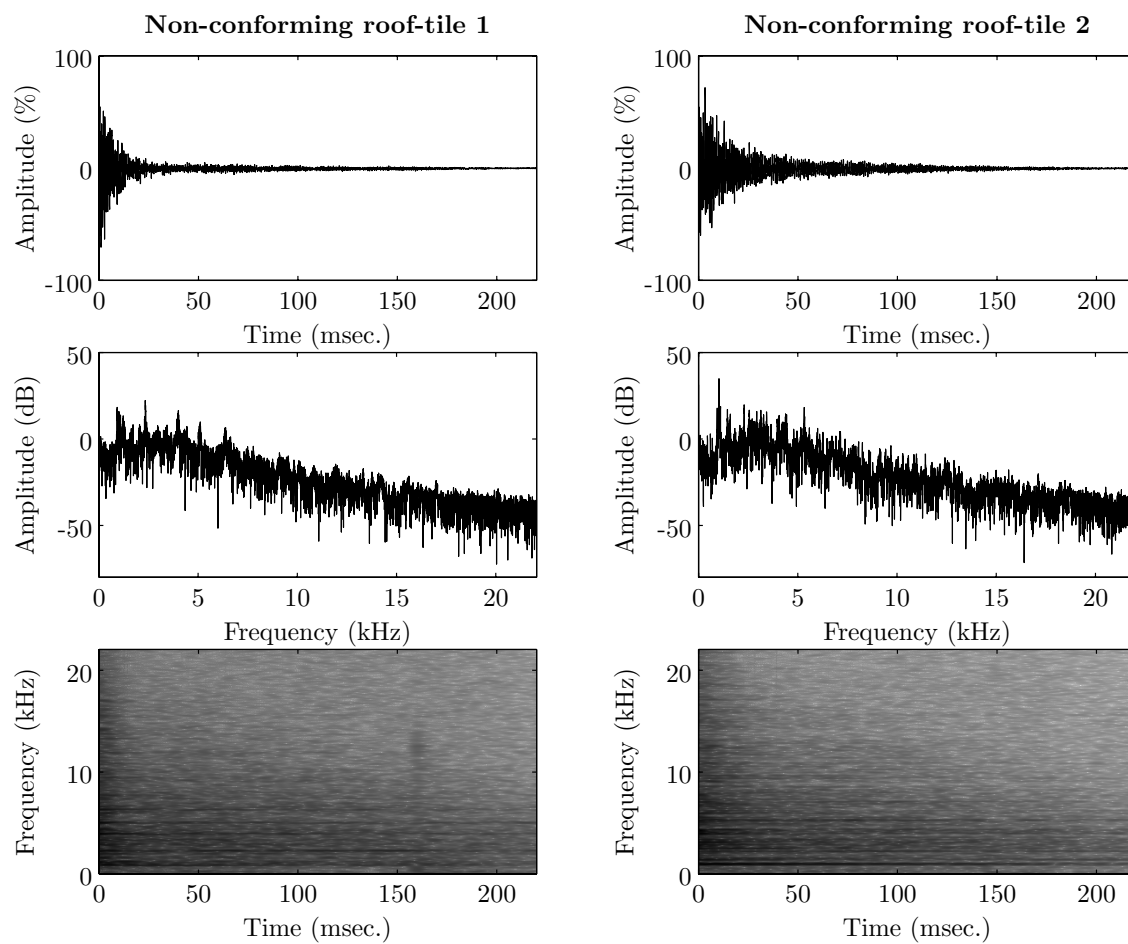 Non-conforming roof-tile 1
100
0
-100
Amplitude (%)
0 50 100 150 200
Time (msec.)
50
0
-50
Amplitude (dB)
0 5 10 15 20
Frequency (kHz)
20
10
0
Frequency (kHz)
0 50 100 150 200
Time (msec.)
Non-conforming roof-tile 2
100
0
-100
Amplitude (%)
0 50 100 150 200
Time (msec.)
50
0
-50
Amplitude (dB)
0 5 10 15 20
Frequency (kHz)
20
10
0
Frequency (kHz)
0 50 100 150 200
Time (msec.)